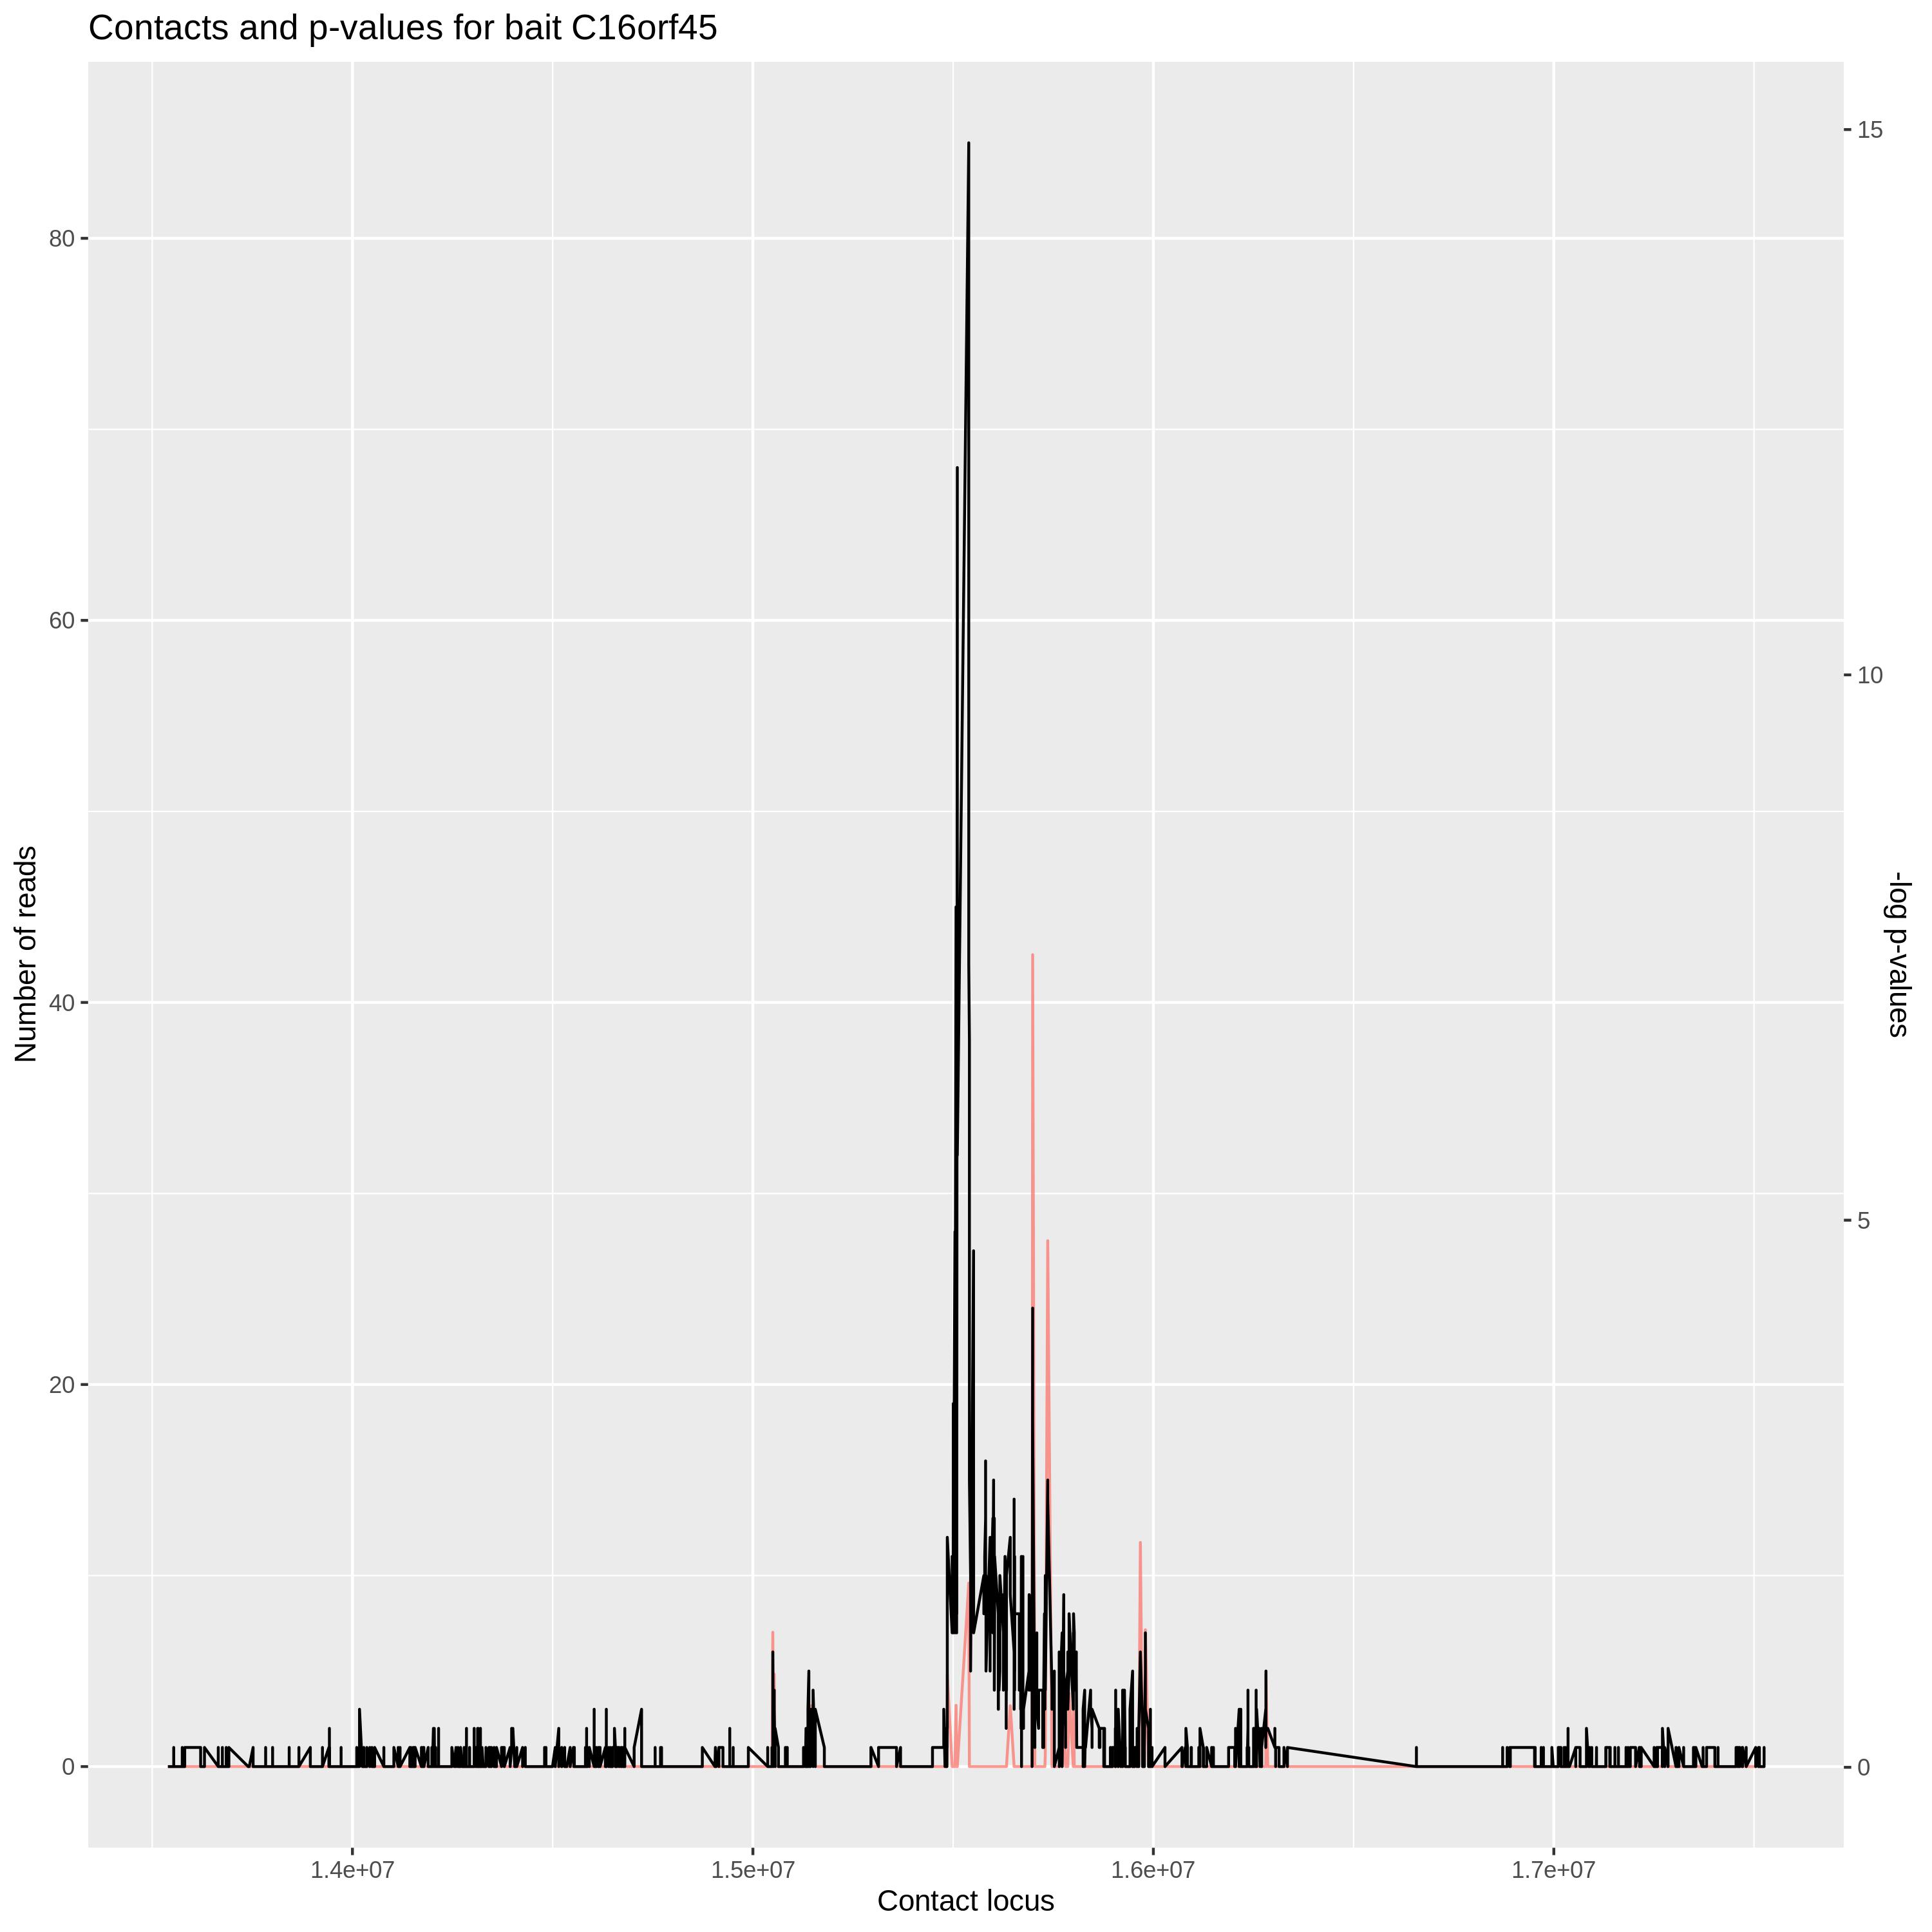 Contacts and p-values for bait C16orf45
15
80
60
10
Number of reads
-log p-values
40
5
20
0
0
1.4e+07
1.5e+07
1.6e+07
1.7e+07
Contact locus